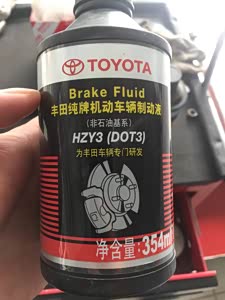 TOYOTA
Brake Fluid
丰田纯牌机动车辆制动液
(非石油基系)
HZY3 (DOT3)
为丰田车辆专门研发
净含量:354ml